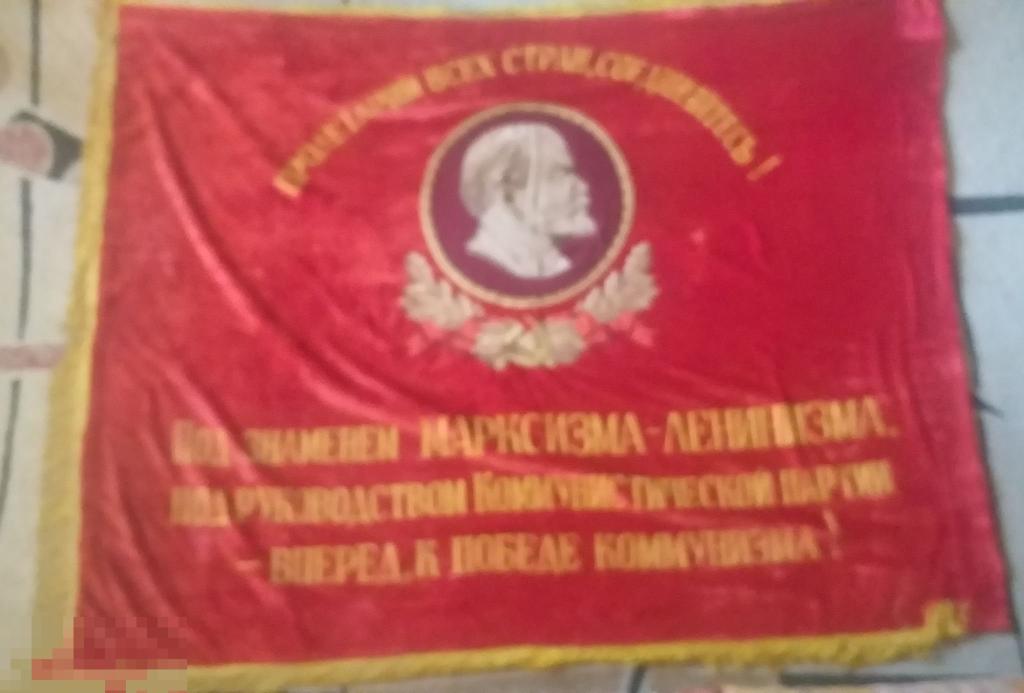 ПРОЛЕТАРИИ ВСЕХ СТРАН, СОЕДИНЯЙТЕСЬ!
ПОД ЗНАМЕНЕМ МАРКСИЗМА-ЛЕНИНИЗМА,
ПОД РУКОВОДСТВОМ КОММУНИСТИЧЕСКОЙ ПАРТИИ
- ВПЕРЕД, К ПОБЕДЕ КОММУНИЗМА!